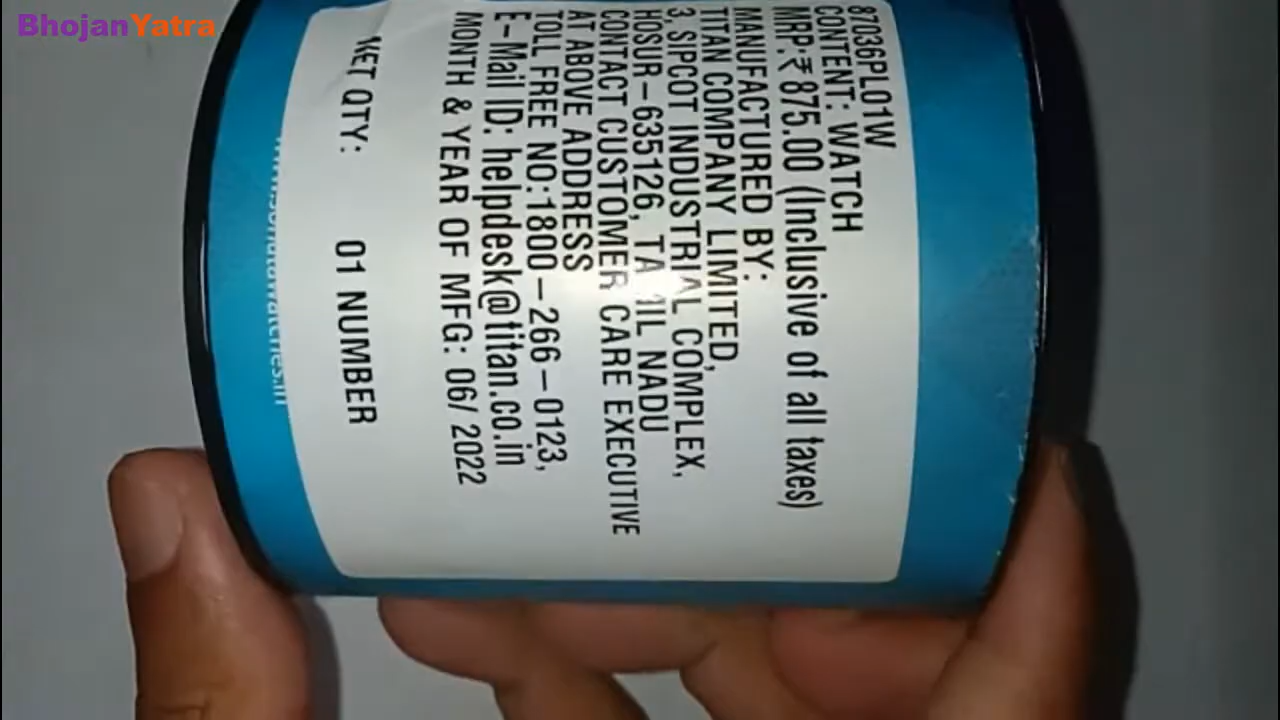 BhojanYatra
87036PL01W
CONTENT: WATCH
MRP:₹ 875.00 (Inclusive of all taxes)
MANUFACTURED BY:
TITAN COMPANY LIMITED,
3, SIPCOT INDUSTRIAL COMPLEX,
HOSUR-635126, TAMIL NADU
CONTACT CUSTOMER CARE EXECUTIVE
AT ABOVE ADDRESS
TOLL FREE NO:1800-266-0123,
E-Mail ID: helpdesk@titan.co.in
MONTH & YEAR OF MFG: 06/ 2022
NET QTY: 01 NUMBER